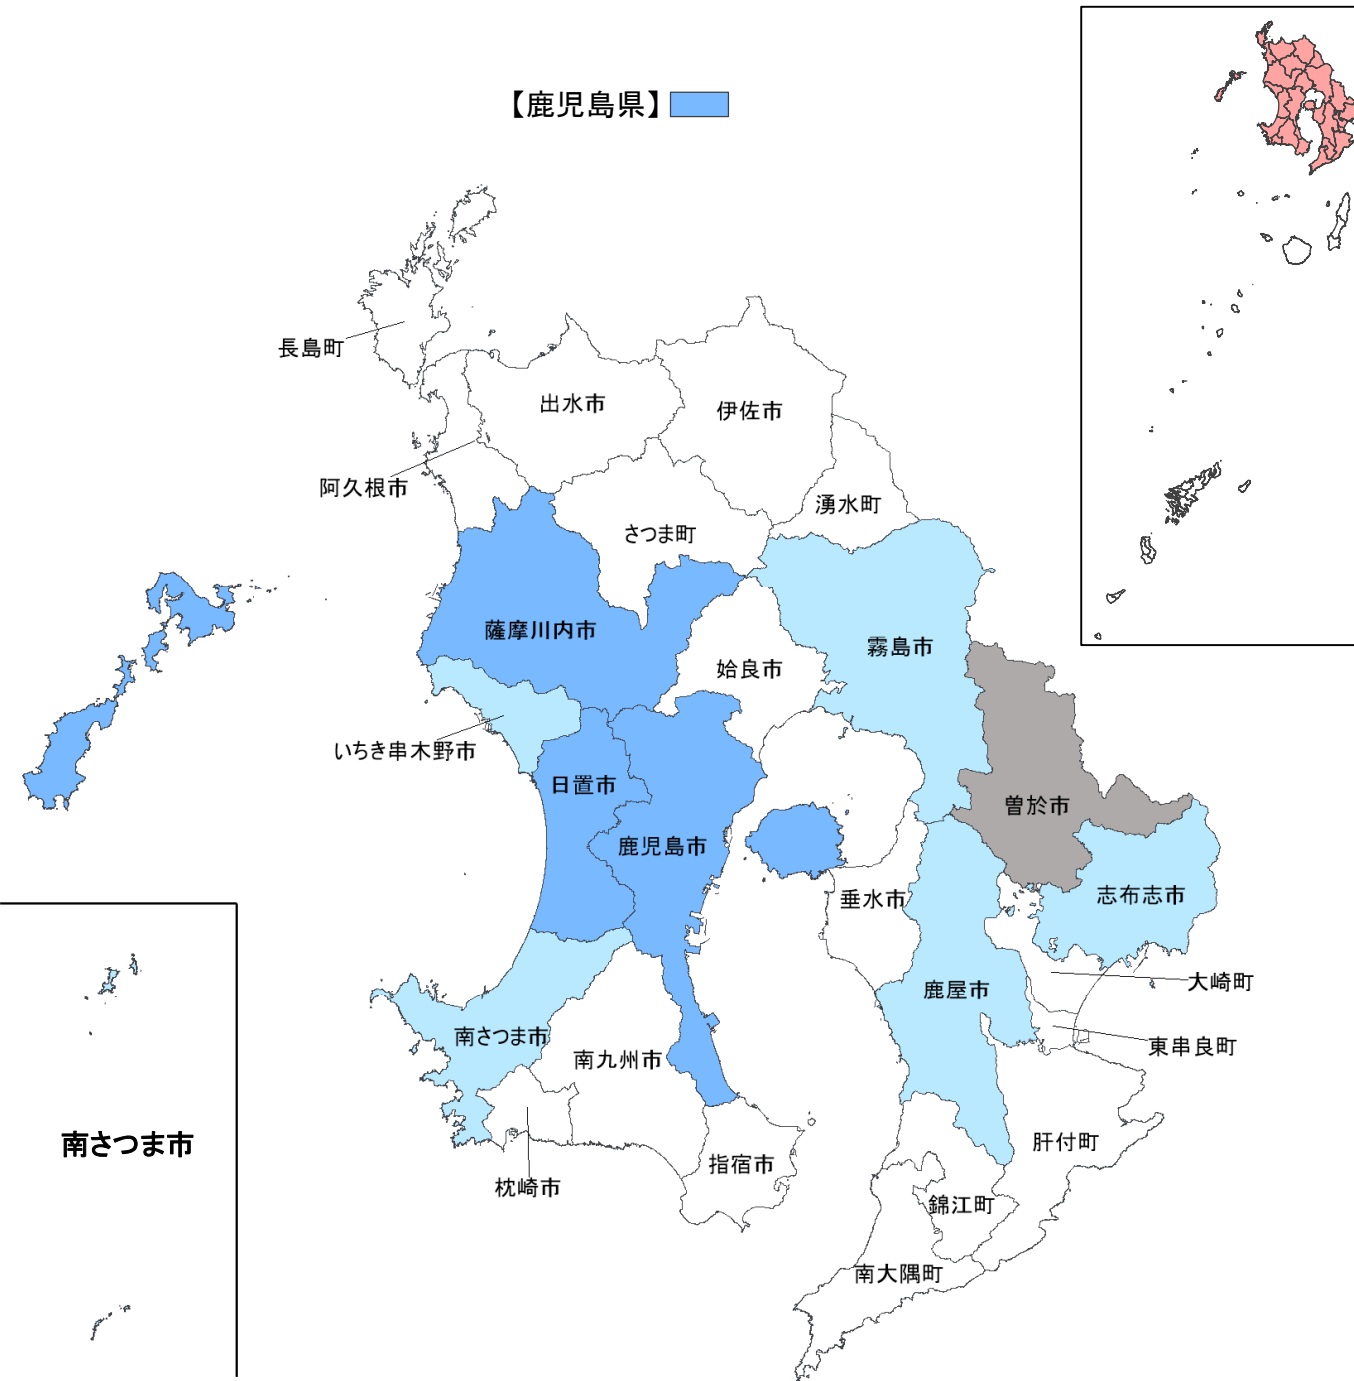 【鹿児島県】
長島町
出水市
伊佐市
阿久根市
湧水町
さつま町
薩摩川内市
霧島市
姶良市
いちき串木野市
日置市
曽於市
鹿児島市
志布志市
垂水市
大崎町
鹿屋市
南さつま市
東串良町
南九州市
南さつま市
肝付町
指宿市
枕崎市
錦江町
南大隅町